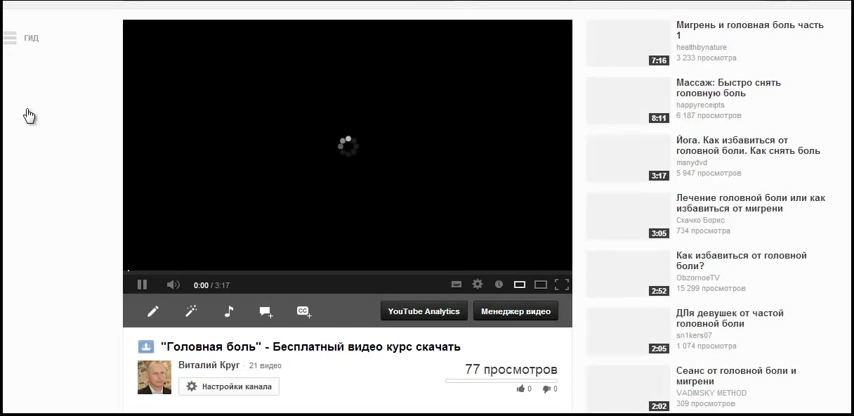 ГИД
0:00 / 3:17
YouTube Analytics
Менеджер видео
"Головная боль" - Бесплатный видео курс скачать
Виталий Круг · 21 видео
Настройки канала
77 просмотров
0 0
Мигрень и головная боль часть
1
healthbynature
3 233 просмотра
7:16
Массаж: Быстро снять
головную боль
happyreceipts
6 187 просмотров
8:11
Йога. Как избавиться от
головной боли. Как снять боль
manydvd
5 947 просмотров
3:17
Лечение головной боли или как
избавиться от мигрени
Скачко Борис
734 просмотра
3:05
Как избавиться от головной
боли?
ObzornoeTV
15 299 просмотров
2:52
ДЛя девушек от частой
головной боли
sn1kers07
1 074 просмотра
2:05
Сеанс от головной боли и
мигрени
VADIMSKY METHOD
309 просмотров
2:02